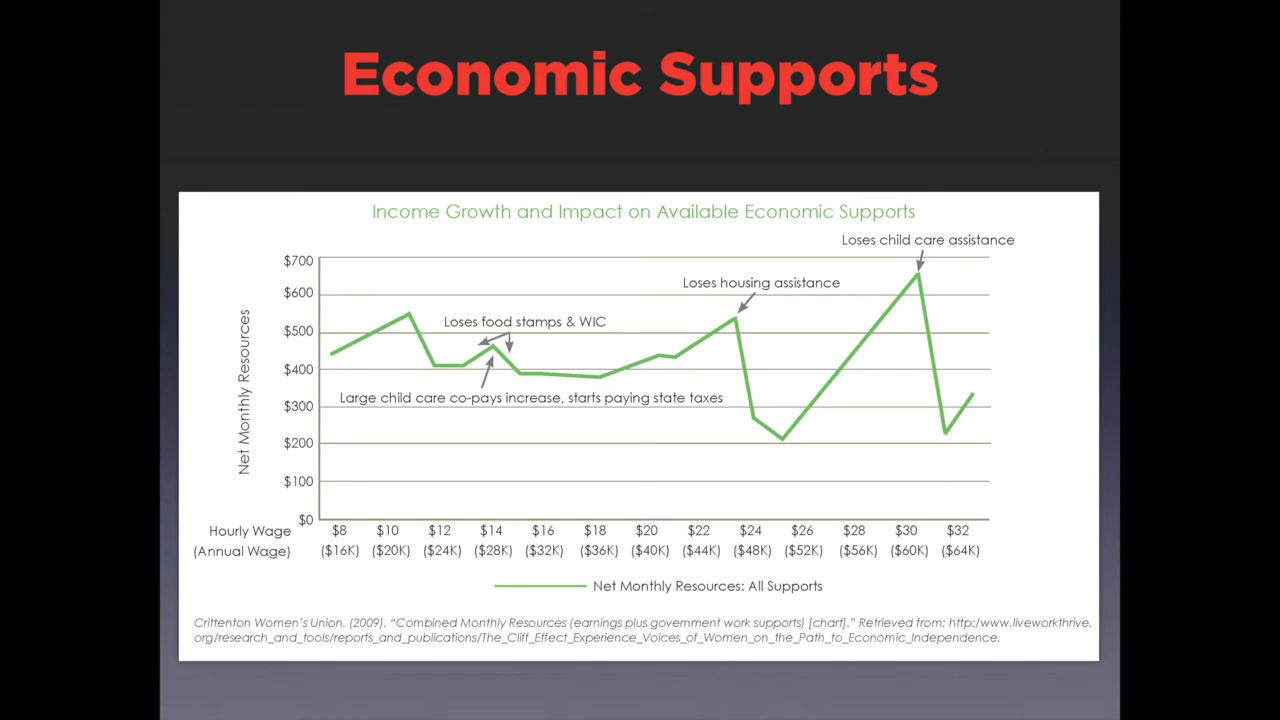 Economic Supports
Income Growth and Impact on Available Economic Supports
Loses child care assistance
Loses housing assistance
Loses food stamps & WIC
Large child care co-pays increase, starts paying state taxes
Net Monthly Resources
$700
$600
$500
$400
$300
$200
$100
$0
Hourly Wage $8 $10 $12 $14 $16 $18 $20 $22 $24 $26 $28 $30 $32
(Annual Wage) ($16K) ($20K) ($24K) ($28K) ($32K) ($36K) ($40K) ($44K) ($48K) ($52K) ($56K) ($60K) ($64K)
Net Monthly Resources: All Supports
Crittenton Women's Union. (2009). "Combined Monthly Resources (earnings plus government work supports) [chart]." Retrieved from: http:/www.liveworkthrive.
org/research_and_tools/reports_and_publications/The_Cliff_Effect_Experience_Voices_of_Women_on_the_Path_to_Economic_Independence.